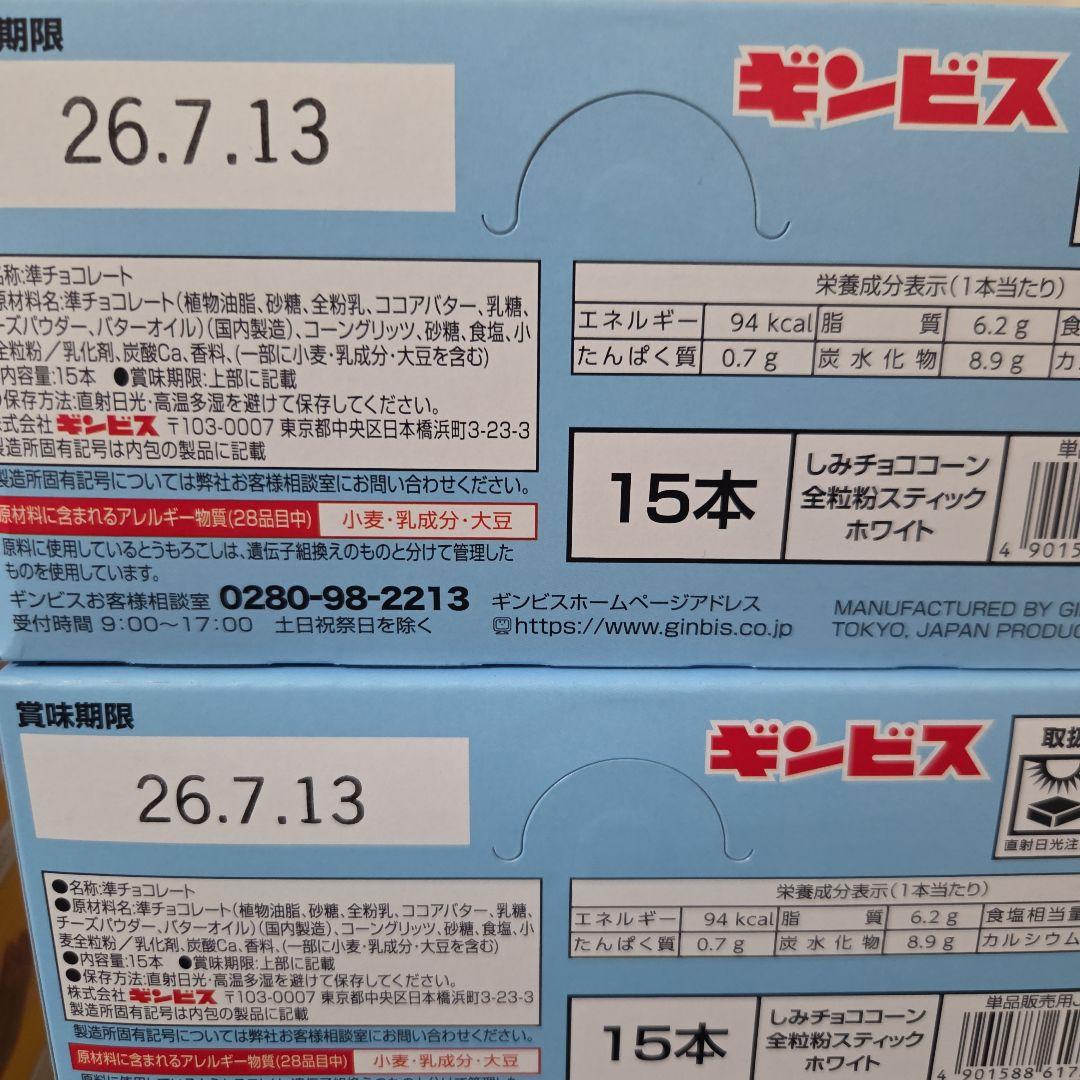 期限
26.7.13
ギンビス
名称:準チョコレート
原材料名:準チョコレート(植物油脂、砂糖、全粉乳、ココアバター、乳糖、
ーズパウダー、バターオイル)(国内製造)、コーングリッツ、砂糖、食塩、小
全粒粉/乳化剤、炭酸Ca、香料、(一部に小麦・乳成分・大豆を含む)
内容量:15本 ●賞味期限:上部に記載
保存方法:直射日光・高温多湿を避けて保存してください。
式会社 ギンビス 〒103-0007 東京都中央区日本橋浜町3-23-3
製造所固有記号は内包の製品に記載
製造所固有記号については弊社お客様相談室にお問い合わせください。
原材料に含まれるアレルギー物質(28品目中) 小麦・乳成分・大豆
原料に使用しているとうもろこしは、遺伝子組換えのものと分けて管理した
ものを使用しています。
ギンビスお客様相談室 0280-98-2213
受付時間 9:00〜17:00 土日祝祭日を除く
ギンビスホームページアドレス
https://www.ginbis.co.jp
栄養成分表示(1本当たり)
エネルギー 94 kcal 脂質 6.2 g 食
たんぱく質 0.7 g 炭水化物 8.9 g カ
15本
しみチョココーン
全粒粉スティック
ホワイト
単品
4 9015
MANUFACTURED BY GI
TOKYO, JAPAN PRODUC
賞味期限
26.7.13
ギンビス
取扱
直射日光注
●名称:準チョコレート
●原材料名:準チョコレート(植物油脂、砂糖、全粉乳、ココアバター、乳糖、
チーズパウダー、バターオイル)(国内製造)、コーングリッツ、砂糖、食塩、小
麦全粒粉/乳化剤、炭酸Ca、香料、(一部に小麦・乳成分・大豆を含む)
●内容量:15本 ●賞味期限:上部に記載
●保存方法:直射日光・高温多湿を避けて保存してください。
株式会社 ギンビス 〒103-0007 東京都中央区日本橋浜町3-23-3
製造所固有記号は内包の製品に記載
製造所固有記号については弊社お客様相談室にお問い合わせください。
原材料に含まれるアレルギー物質(28品目中) 小麦・乳成分・大豆
栄養成分表示(1本当たり)
エネルギー 94 kcal 脂質 6.2 g 食塩相当量
たんぱく質 0.7 g 炭水化物 8.9 g カルシウム
15本
しみチョココーン
全粒粉スティック
ホワイト
単品販売用J
4 901588 617